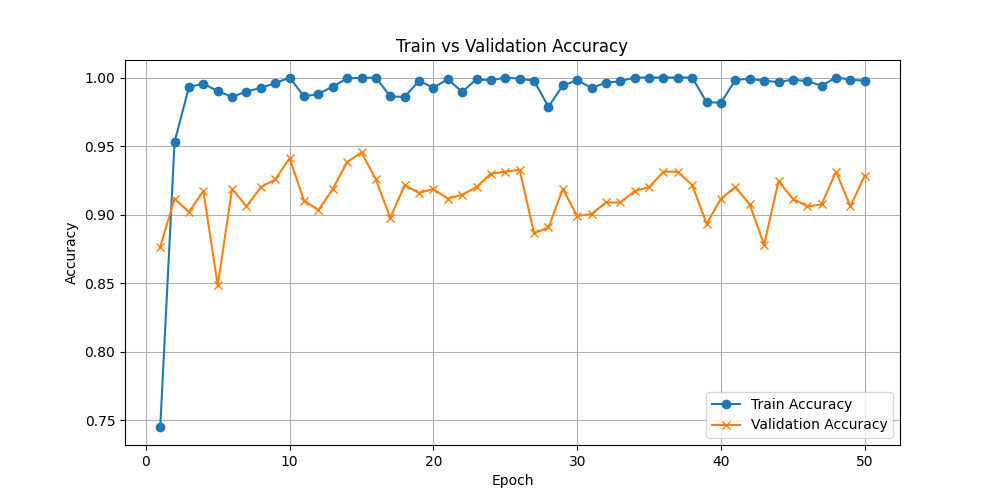 Train vs Validation Accuracy
1.00
0.95
0.90
0.85
0.80
0.75
Accuracy
0 10 20 30 40 50
Epoch
Train Accuracy
Validation Accuracy